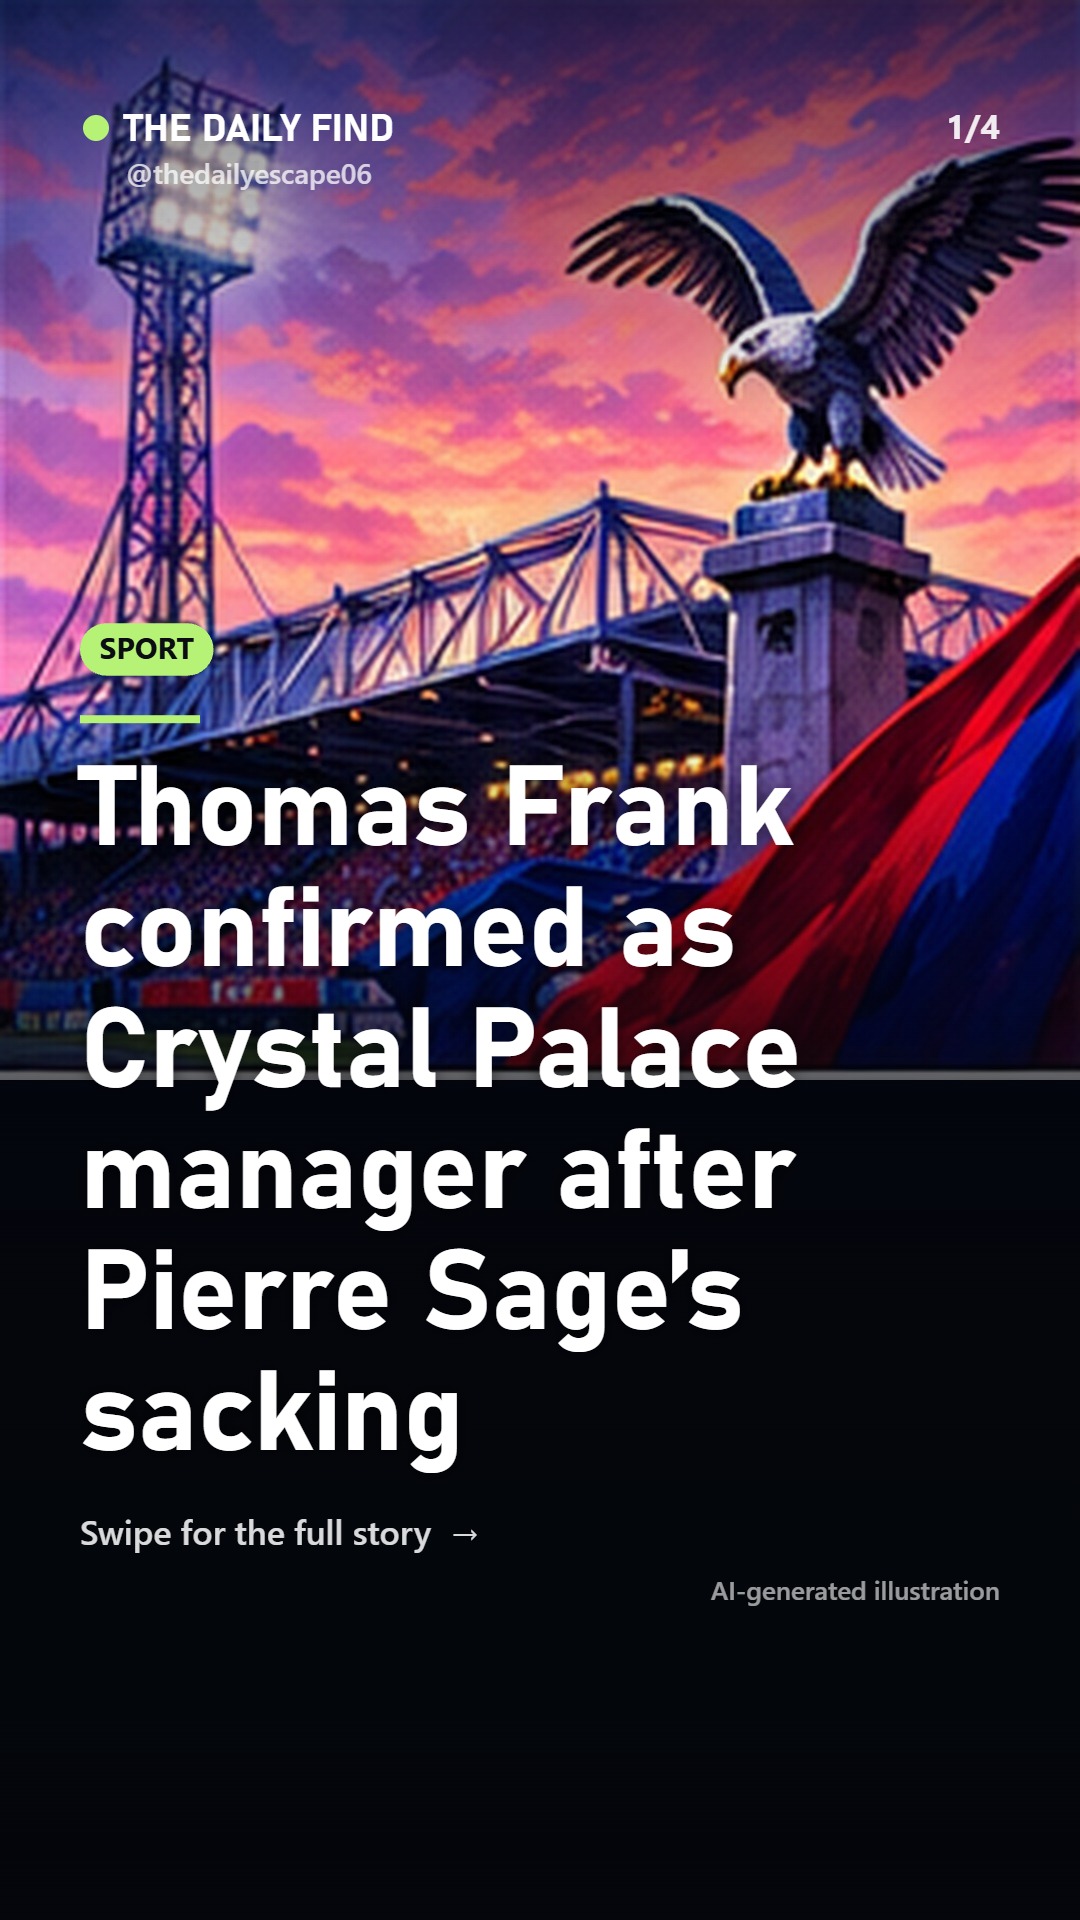 THE DAILY FIND
1/4
@thedailyescape06
SPORT
Thomas Frank
confirmed as
Crystal Palace
manager after
Pierre Sage’s
sacking
Swipe for the full story →
AI-generated illustration